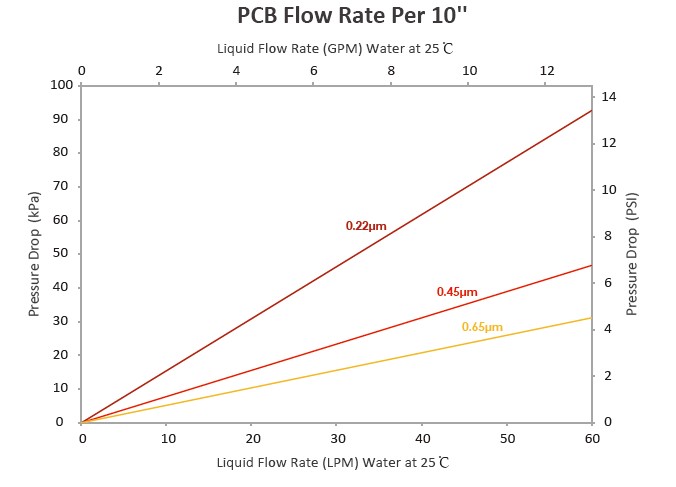 PCB Flow Rate Per 10''
Liquid Flow Rate (GPM) Water at 25℃
0 2 4 6 8 10 12
100
90
80
70
60
50
40
30
20
10
0
Pressure Drop (kPa)
0.22μm
0.45μm
0.65μm
14
12
10
8
6
4
2
0
Pressure Drop (PSI)
0 10 20 30 40 50 60
Liquid Flow Rate (LPM) Water at 25℃